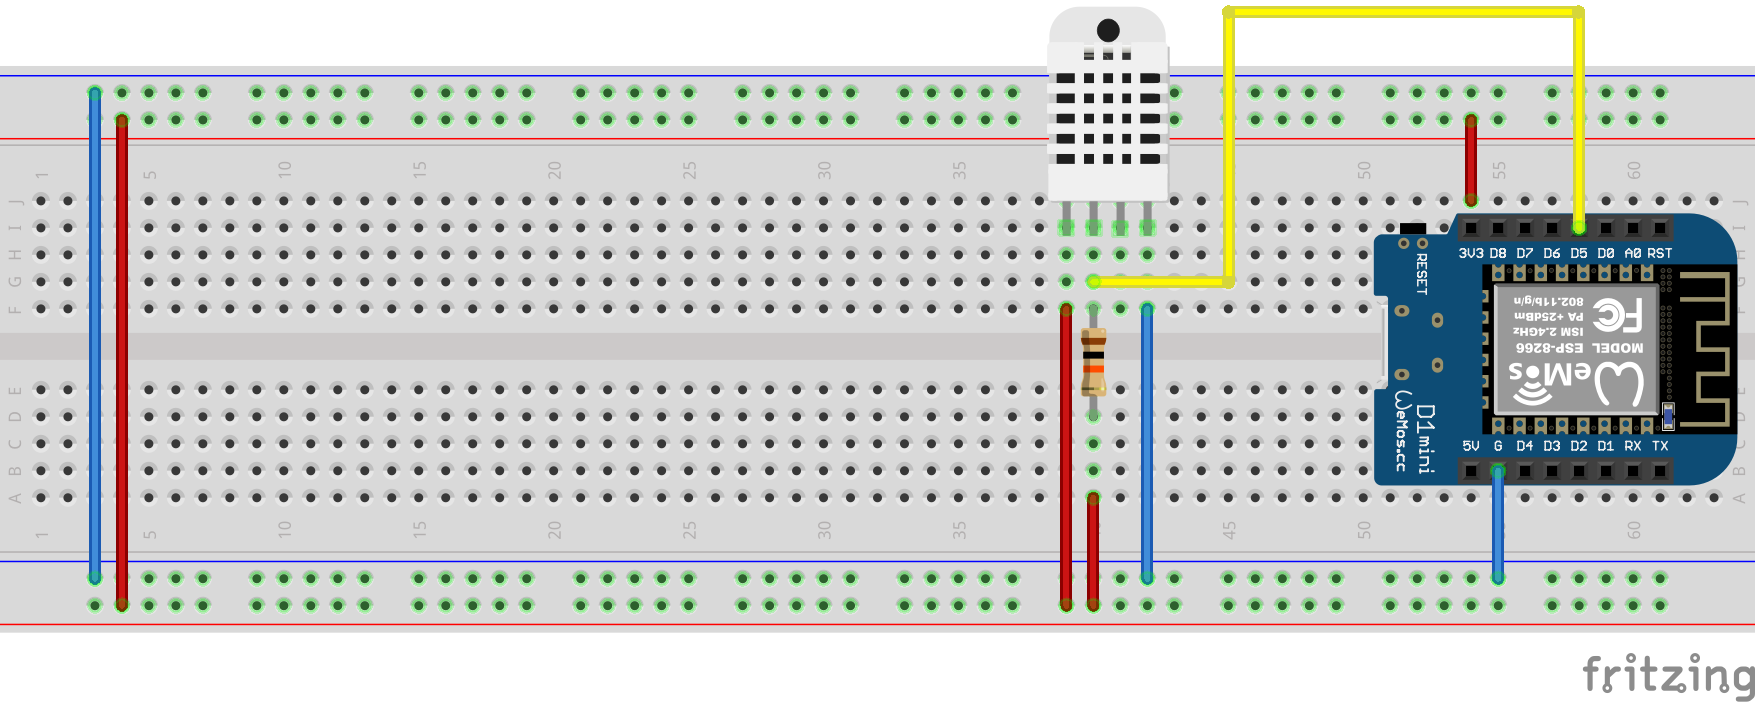 1 5 10 15 20 25 30 35 50 55 60
J J
I I
H H
G G
F F
3V3 D8 D7 D6 D5 D0 A0 RST
RESET
MODEL ESP-8266
ISM 2.4GHz
PA +25dBm
802.11b/g/n
FC
WeMos
D1 mini
WeMos.cc
5V G D4 D3 D2 D1 RX TX
E E
D D
C C
B B
A A
1 5 10 15 20 25 30 35 45 50 60
fritzing